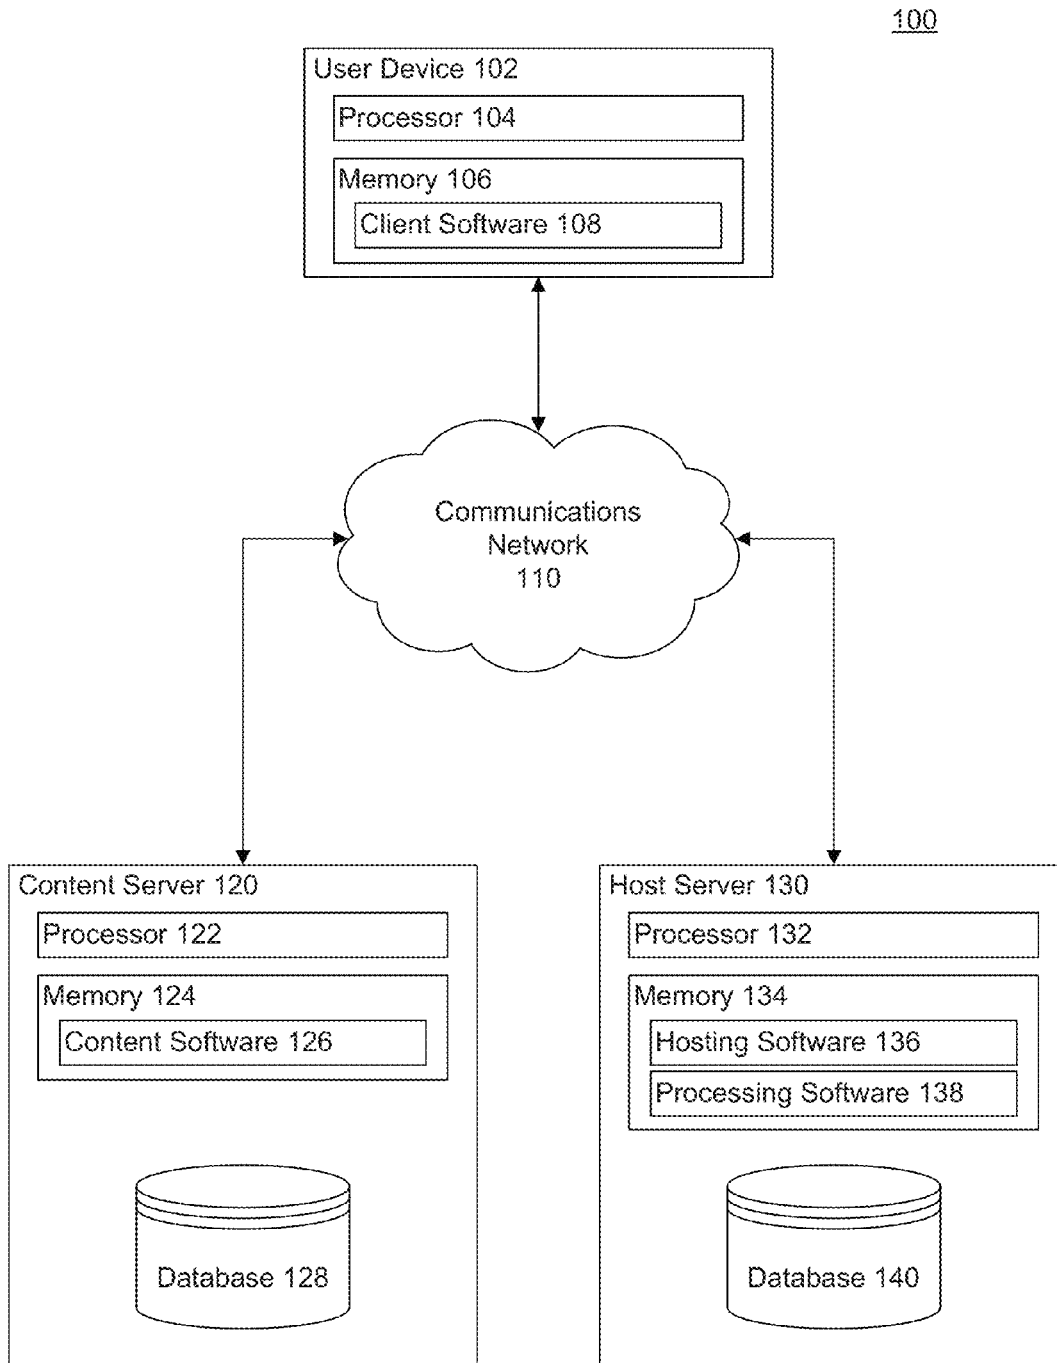 100
User Device 102
Processor 104
Memory 106
Client Software 108
Communications
Network
110
Content Server 120
Processor 122
Memory 124
Content Software 126
Database 128
Host Server 130
Processor 132
Memory 134
Hosting Software 136
Processing Software 138
Database 140